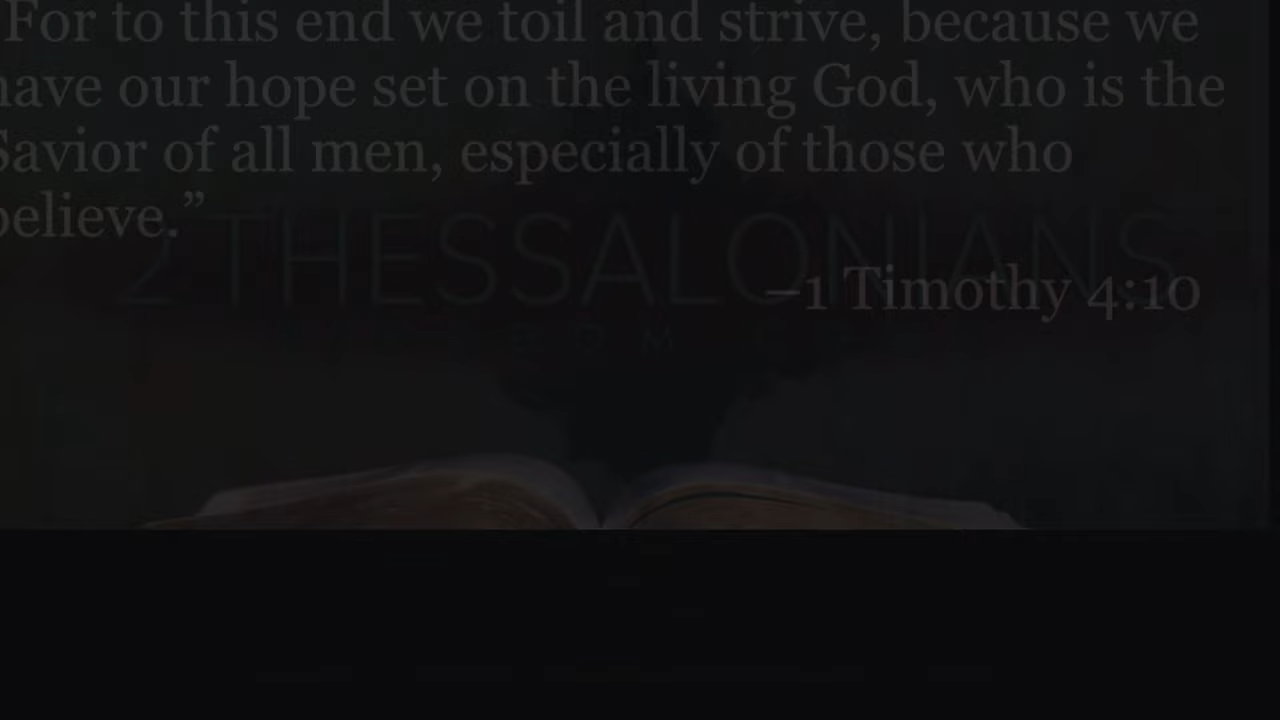 For to this end we toil and strive, because we
have our hope set on the living God, who is the
Savior of all men, especially of those who
believe.”
2 THESSALONIANS
–1 Timothy 4:10